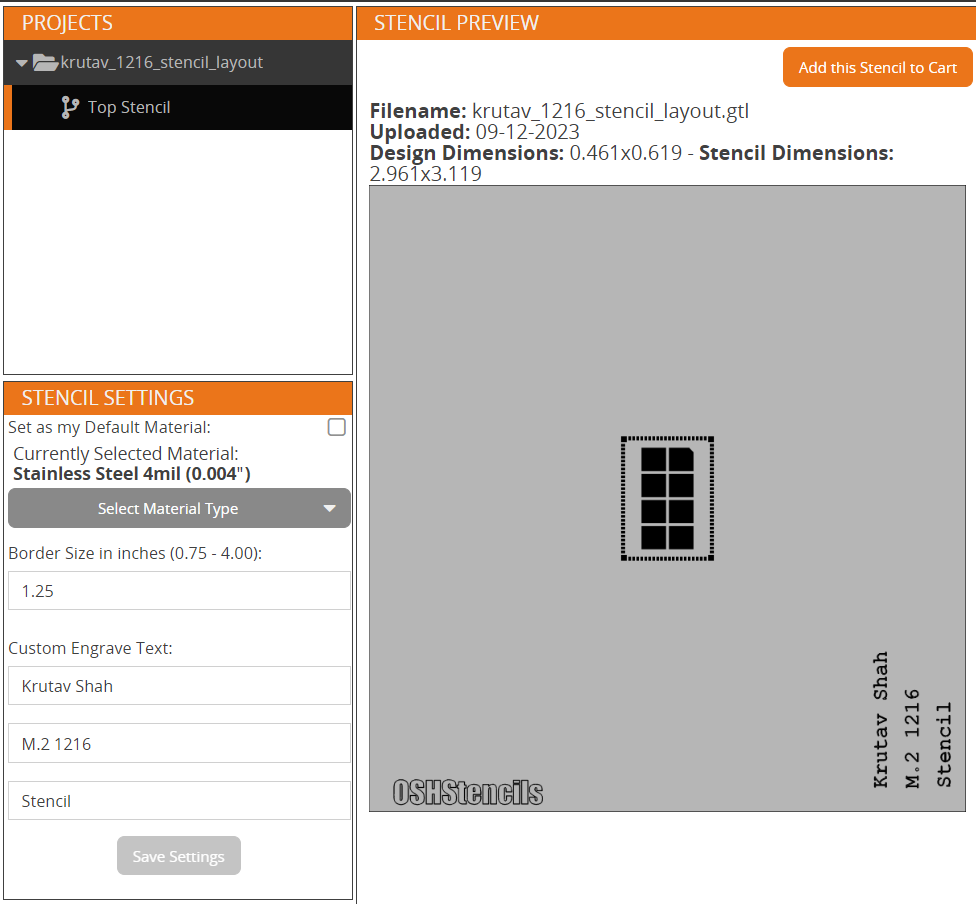 PROJECTS
krutav_1216_stencil_layout
Top Stencil
STENCIL SETTINGS
Set as my Default Material:
Currently Selected Material:
Stainless Steel 4mil (0.004")
Select Material Type
Border Size in inches (0.75 - 4.00):
1.25
Custom Engrave Text:
Krutav Shah
M.2 1216
Stencil
Save Settings
STENCIL PREVIEW
Add this Stencil to Cart
Filename: krutav_1216_stencil_layout.gtl
Uploaded: 09-12-2023
Design Dimensions: 0.461x0.619 - Stencil Dimensions:
2.961x3.119
Krutav Shah
M.2 1216
Stencil
OSHStencils